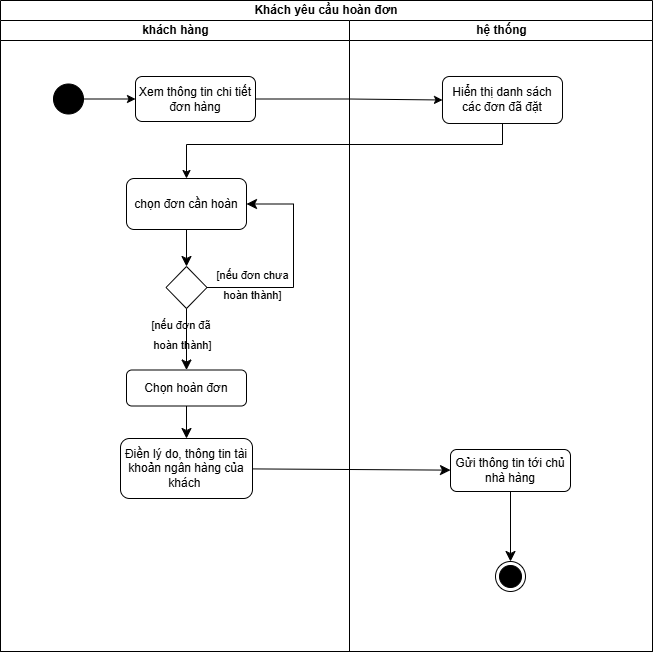 Khách yêu cầu hoàn đơn
khách hàng
hệ thống
Xem thông tin chi tiết
đơn hàng
Hiển thị danh sách
các đơn đã đặt
chọn đơn cần hoàn
[nếu đơn chưa
hoàn thành]
[nếu đơn đã
hoàn thành]
Chọn hoàn đơn
Điền lý do, thông tin tài
khoản ngân hàng của
khách
Gửi thông tin tới chủ
nhà hàng